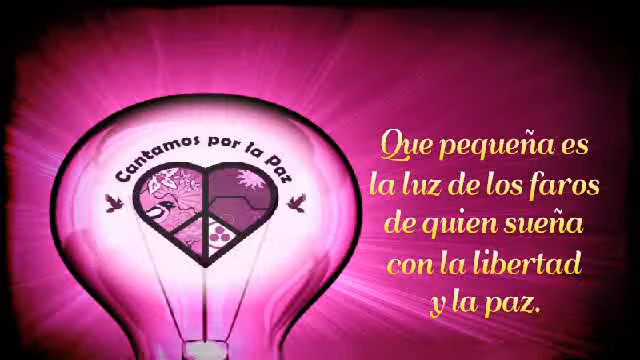 Cantamos por la Paz
Que pequeña es
la luz de los faros
de quien sueña
con la libertad
y la paz.